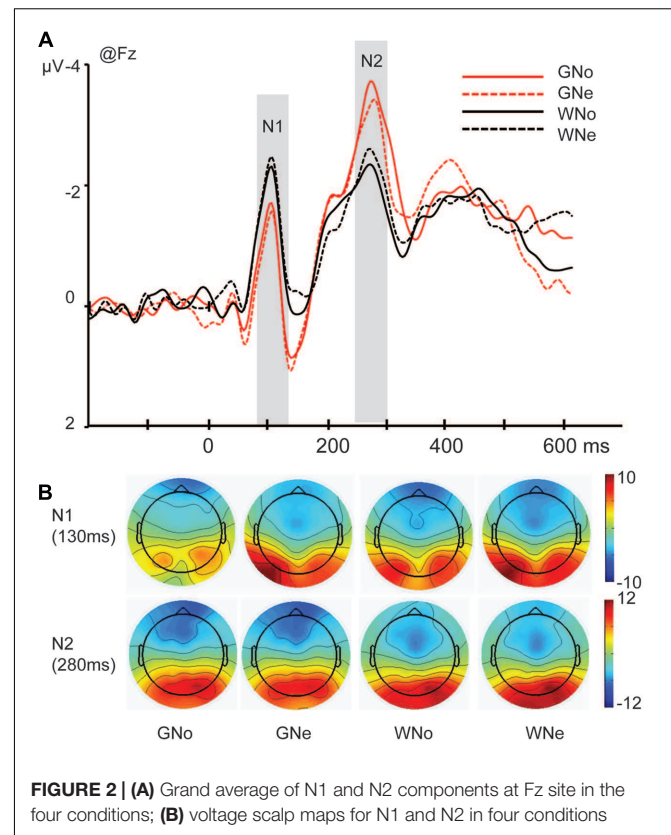 A
@Fz
μV-4
N1
N2
GNo
GNe
WNo
WNe
-2
0
2
0 200 400 600 ms
B
N1
(130ms)
10
-10
N2
(280ms)
12
-12
GNo GNe WNo WNe
FIGURE 2 | (A) Grand average of N1 and N2 components at Fz site in the
four conditions; (B) voltage scalp maps for N1 and N2 in four conditions